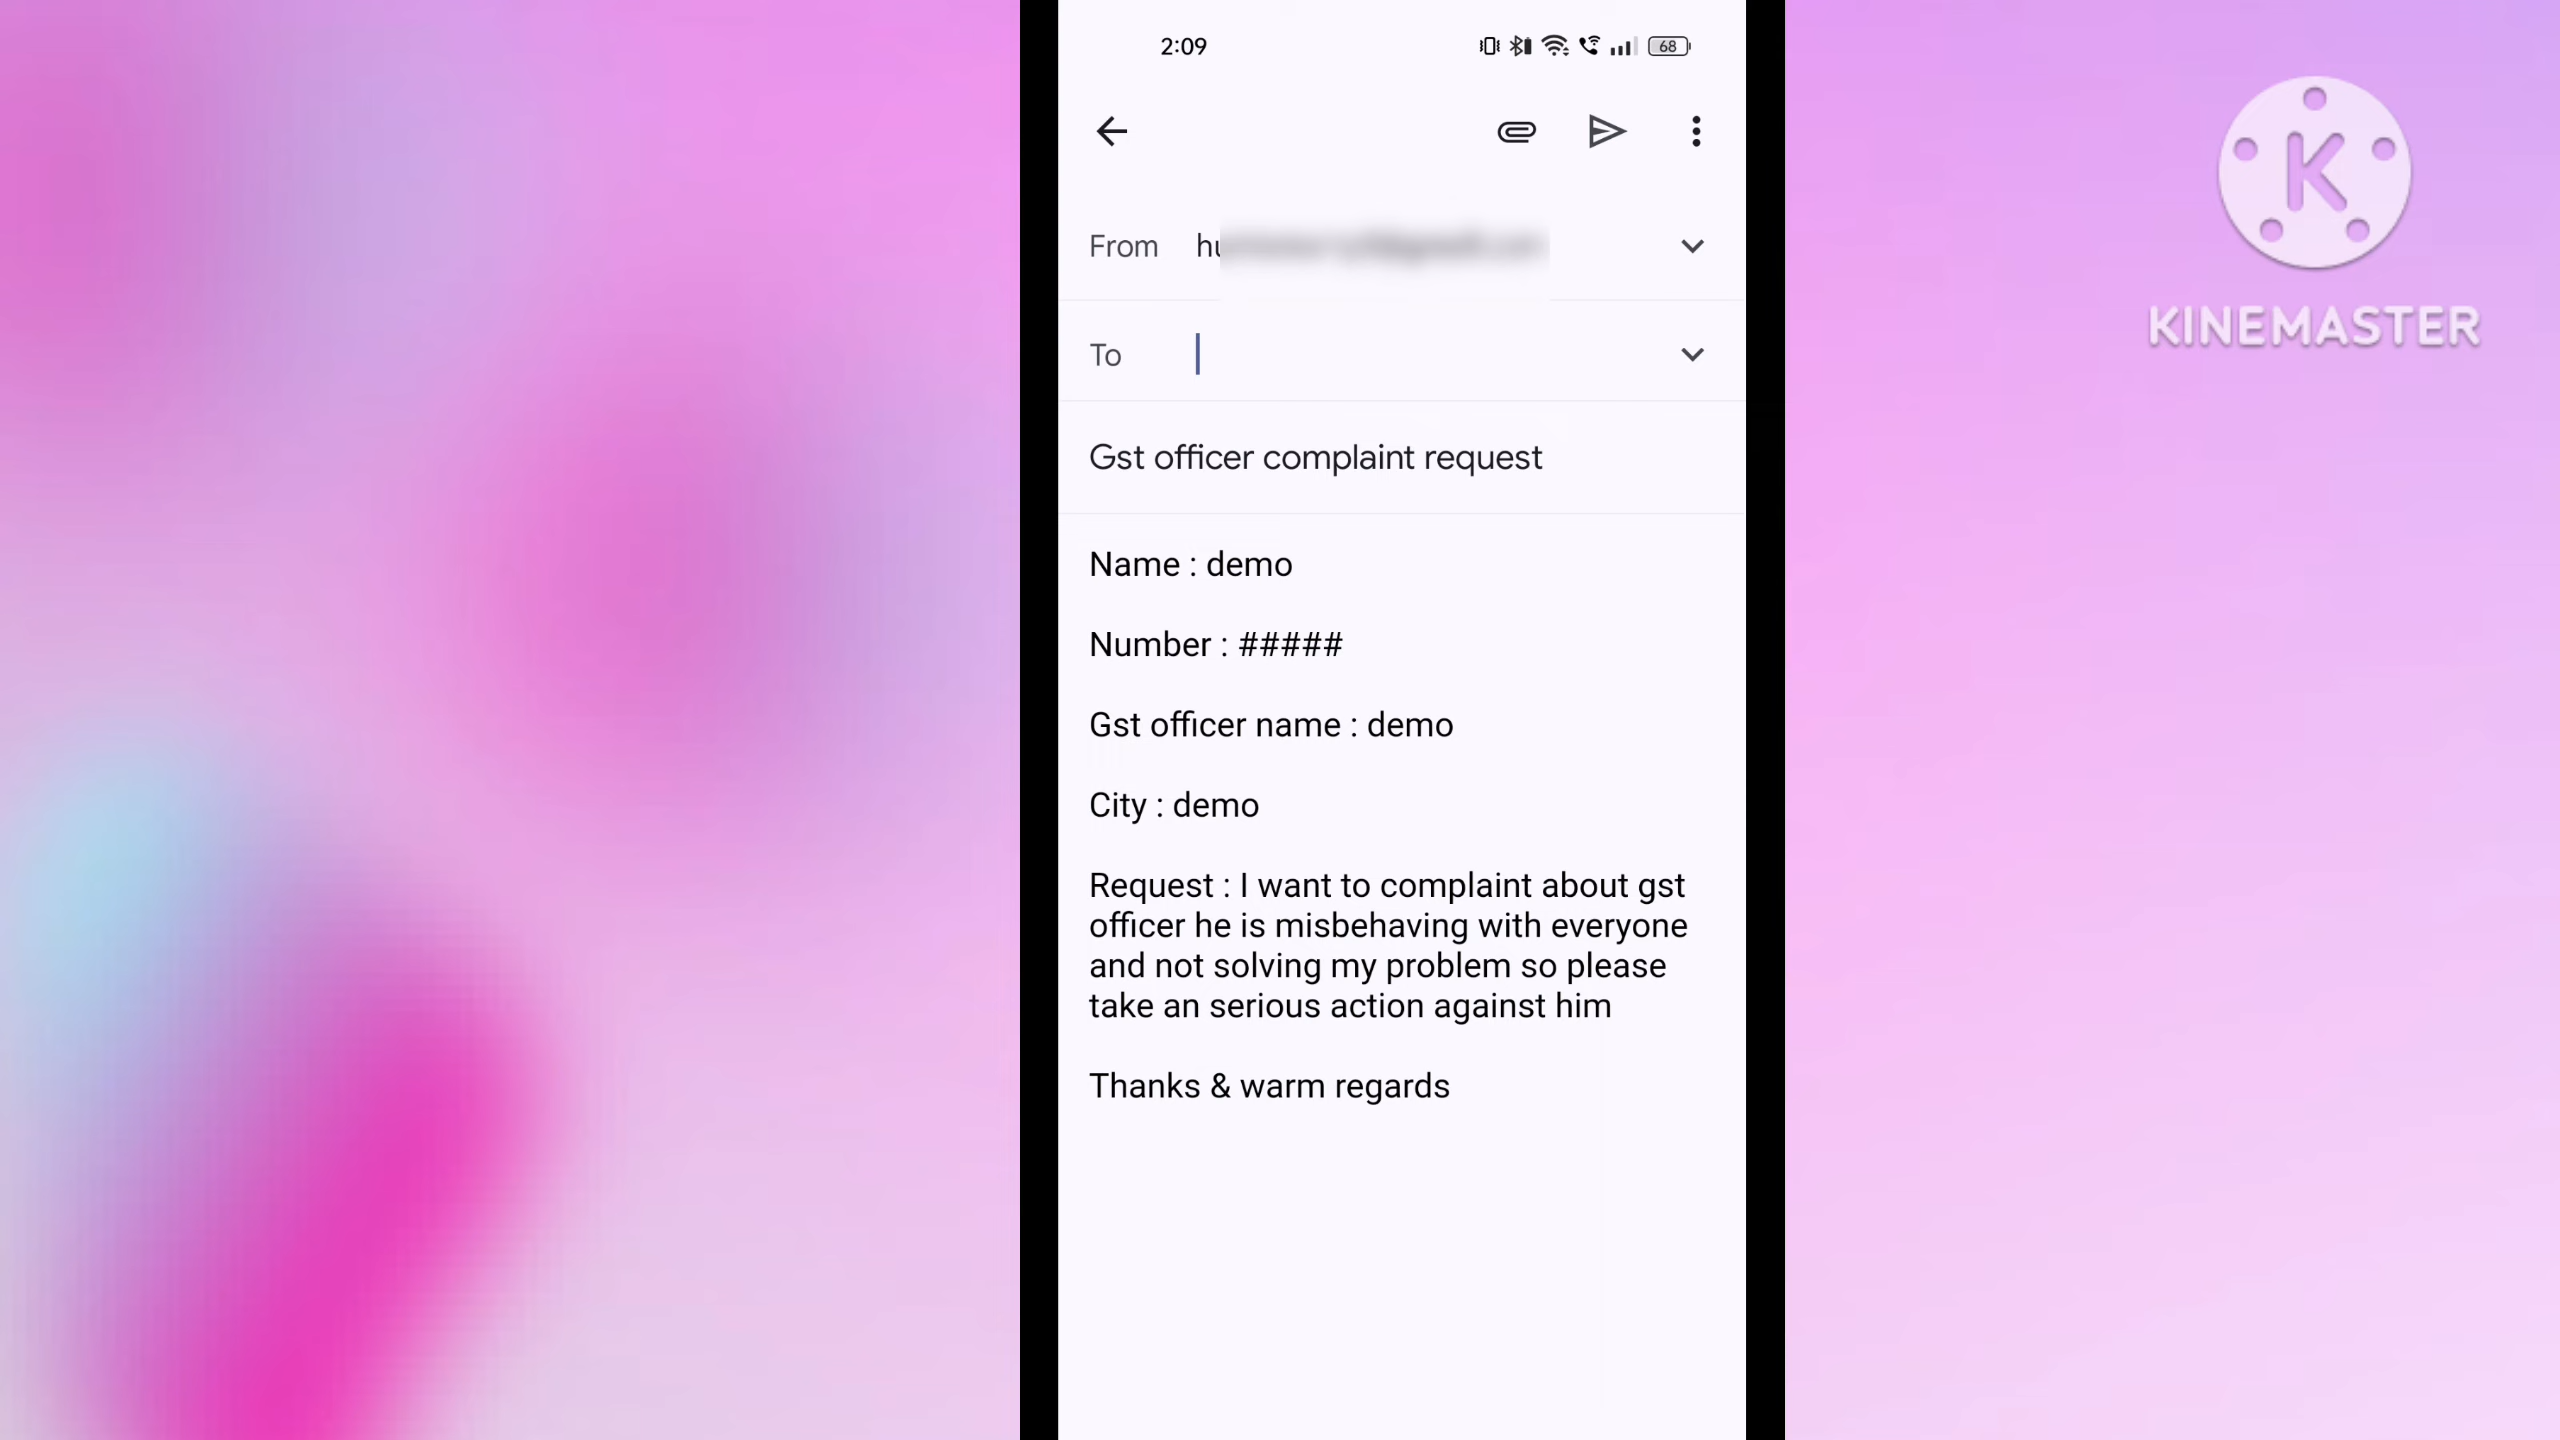 2:09
68
From hu
To
Gst officer complaint request
Name : demo
Number : #####
Gst officer name : demo
City : demo
Request : I want to complaint about gst
officer he is misbehaving with everyone
and not solving my problem so please
take an serious action against him
Thanks & warm regards
K
KINEMASTER